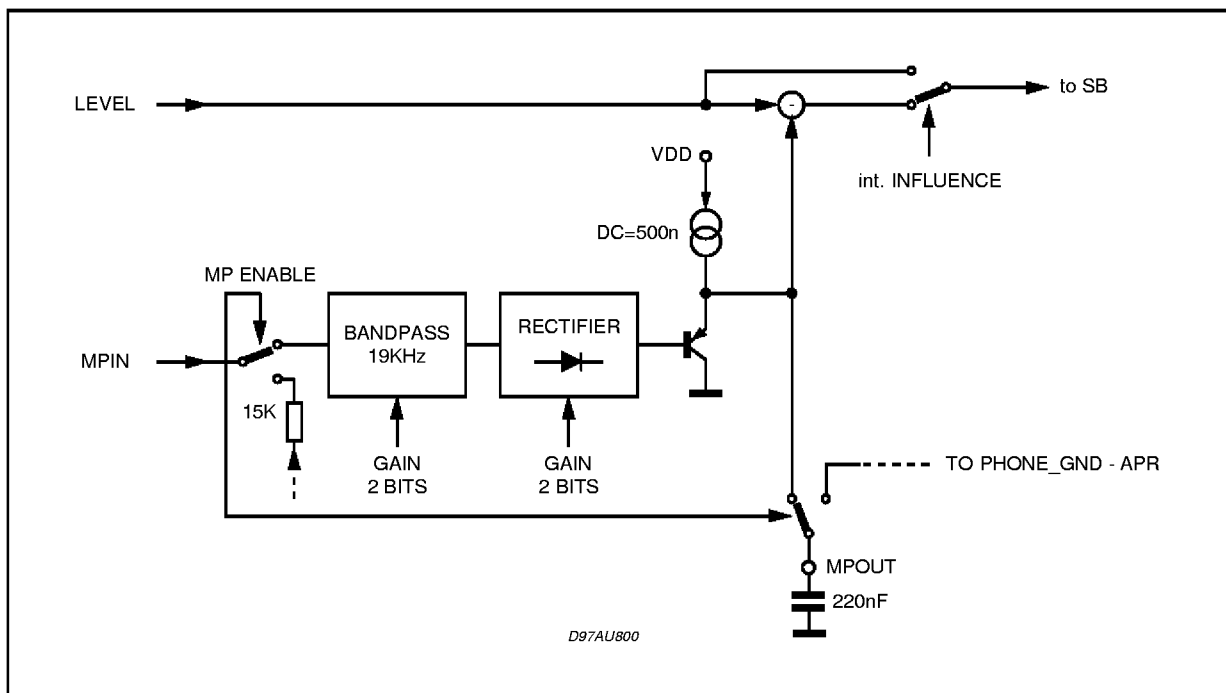 LEVEL
to SB
-
VDD
int. INFLUENCE
DC=500n
MP ENABLE
BANDPASS
19KHz
RECTIFIER
MPIN
15K
GAIN
2 BITS
GAIN
2 BITS
TO PHONE_GND - APR
MPOUT
220nF
D97AU800